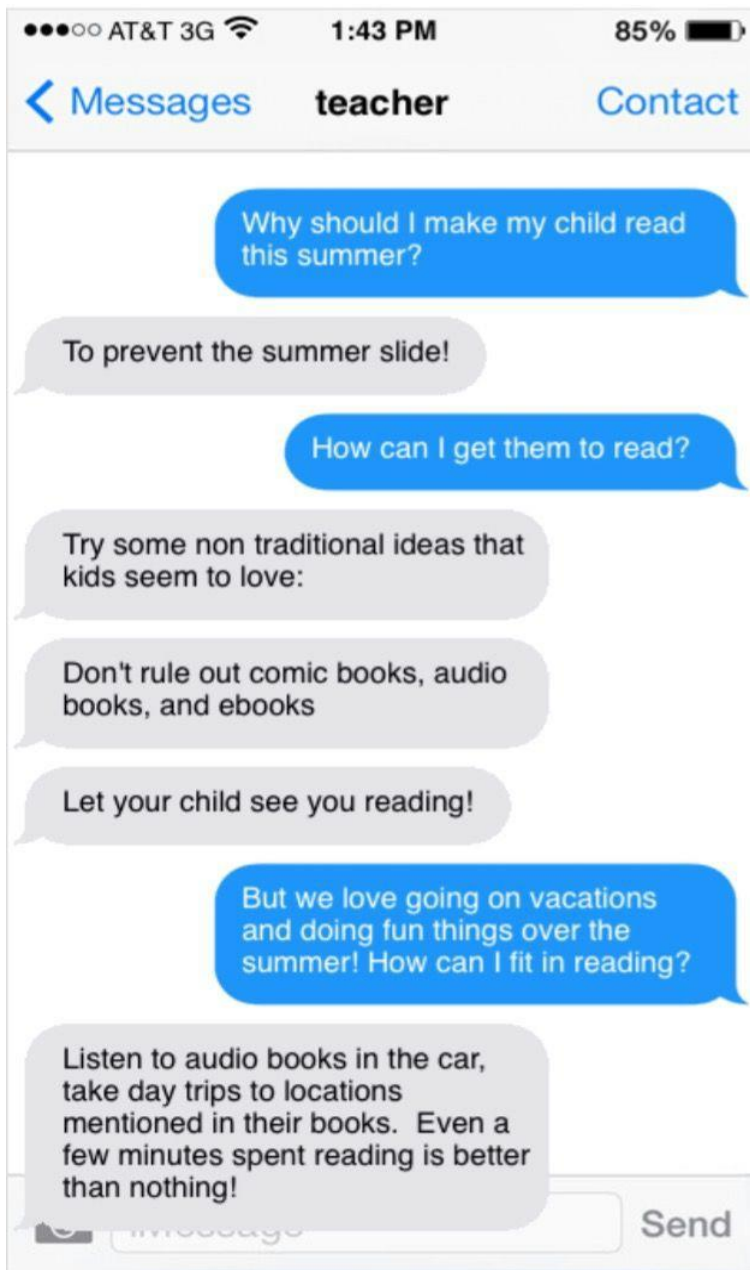 AT&T 3G 1:43 PM 85%
Messages teacher Contact
Why should I make my child read
this summer?
To prevent the summer slide!
How can I get them to read?
Try some non traditional ideas that
kids seem to love:
Don't rule out comic books, audio
books, and ebooks
Let your child see you reading!
But we love going on vacations
and doing fun things over the
summer! How can I fit in reading?
Listen to audio books in the car,
take day trips to locations
mentioned in their books. Even a
few minutes spent reading is better
than nothing!
iMessage Send